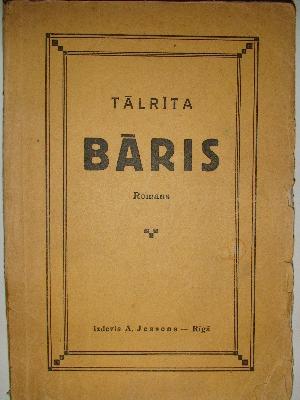 TĀLRĪTA
BĀRIS
Romāns
Izdevis A. Jessens — Rīgā